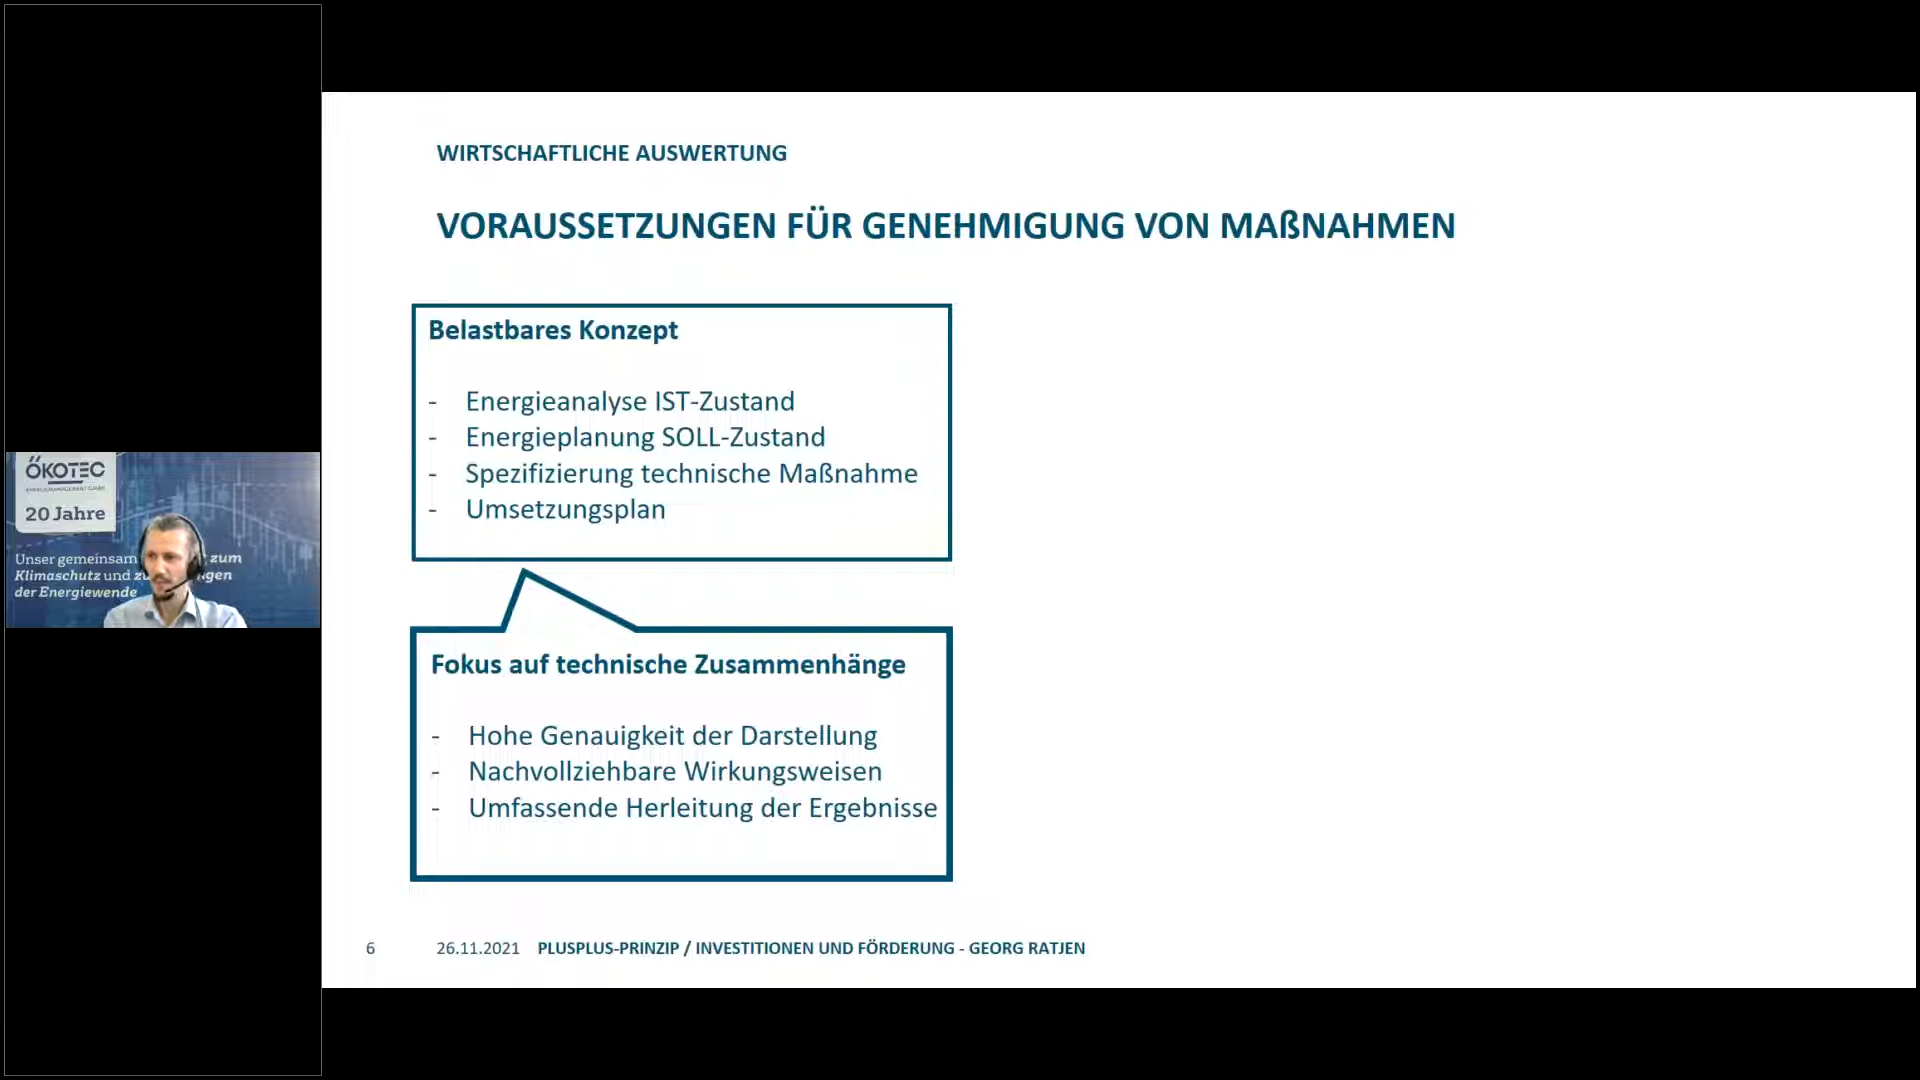 ÖKOTEC
20 Jahre
Unser gemeinsam zum
Klimaschutz und
der Energiewende
WIRTSCHAFTLICHE AUSWERTUNG
VORAUSSETZUNGEN FÜR GENEHMIGUNG VON MAßNAHMEN
Belastbares Konzept
- Energieanalyse IST-Zustand
- Energieplanung SOLL-Zustand
- Spezifizierung technische Maßnahme
- Umsetzungsplan
Fokus auf technische Zusammenhänge
- Hohe Genauigkeit der Darstellung
- Nachvollziehbare Wirkungsweisen
- Umfassende Herleitung der Ergebnisse
6 26.11.2021 PLUSPLUS-PRINZIP / INVESTITIONEN UND FÖRDERUNG - GEORG RATJEN